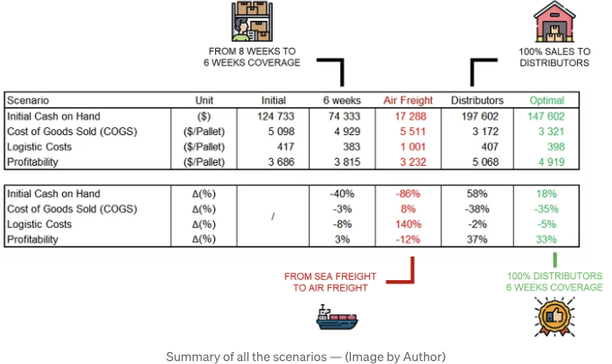 FROM 8 WEEKS TO
6 WEEKS COVERAGE
100% SALES TO
DISTRIBUTORS
Scenario Unit Initial 6 weeks Air Freight Distributors Optimal
Initial Cash on Hand ($) 124 733 74 333 17 288 197 602 147 602
Cost of Goods Sold (COGS) ($/Pallet) 5 098 4 929 5 511 3 172 3 321
Logistic Costs ($/Pallet) 417 383 1 001 407 398
Profitability ($/Pallet) 3 686 3 815 3 232 5 068 4 919
Initial Cash on Hand Δ(%) / -40% -86% 58% 18%
Cost of Goods Sold (COGS) Δ(%) -3% 8% -38% -35%
Logistic Costs Δ(%) -8% 140% -2% -5%
Profitability Δ(%) 3% -12% 37% 33%
FROM SEA FREIGHT
TO AIR FREIGHT
100% DISTRIBUTORS
6 WEEKS COVERAGE
Summary of all the scenarios — (Image by Author)